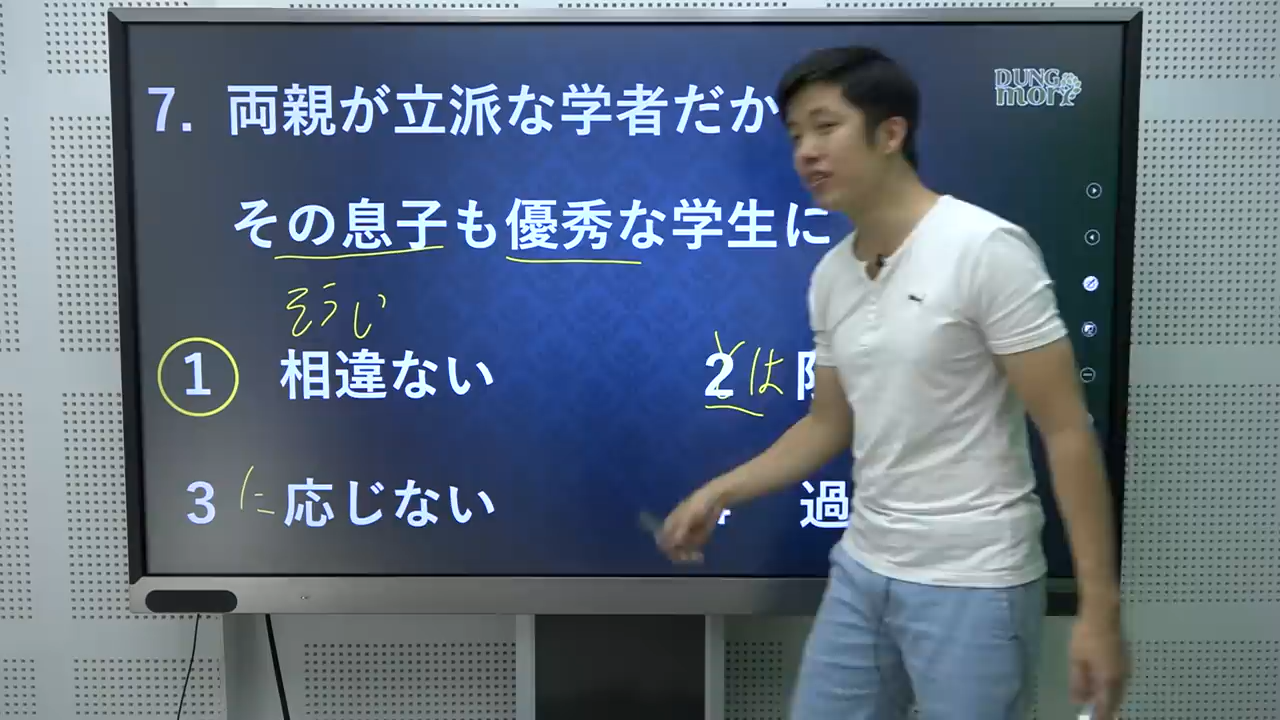 DUNG
mori
7. 両親が立派な学者だか
その息子も優秀な学生に
そうい
1 相違ない
2 とは
3 に 応じない
過